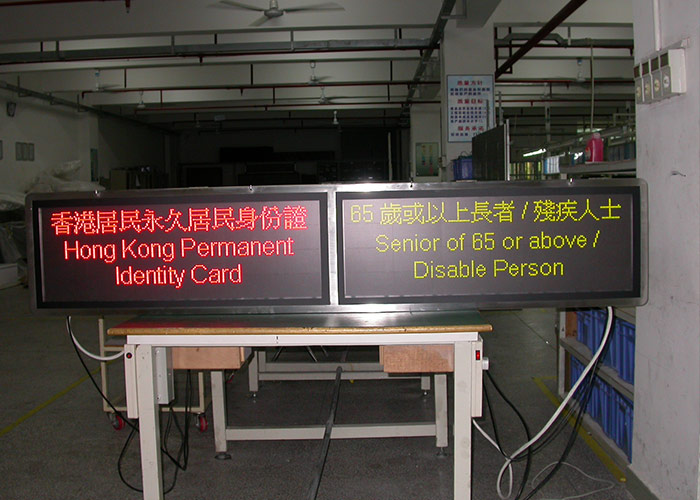 香港居民永久居民身份證
Hong Kong Permanent
Identity Card
65 歲或以上長者 / 殘疾人士
Senior of 65 or above /
Disable Person